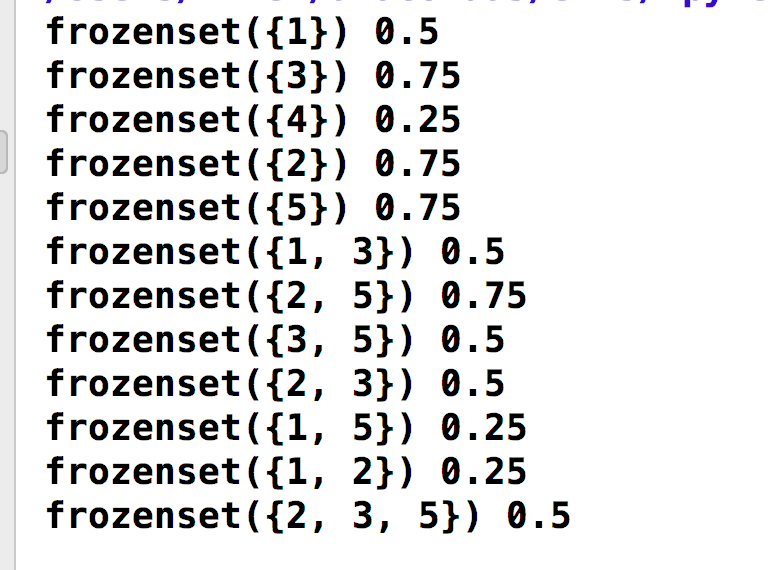 frozenset({1}) 0.5
frozenset({3}) 0.75
frozenset({4}) 0.25
frozenset({2}) 0.75
frozenset({5}) 0.75
frozenset({1, 3}) 0.5
frozenset({2, 5}) 0.75
frozenset({3, 5}) 0.5
frozenset({2, 3}) 0.5
frozenset({1, 5}) 0.25
frozenset({1, 2}) 0.25
frozenset({2, 3, 5}) 0.5